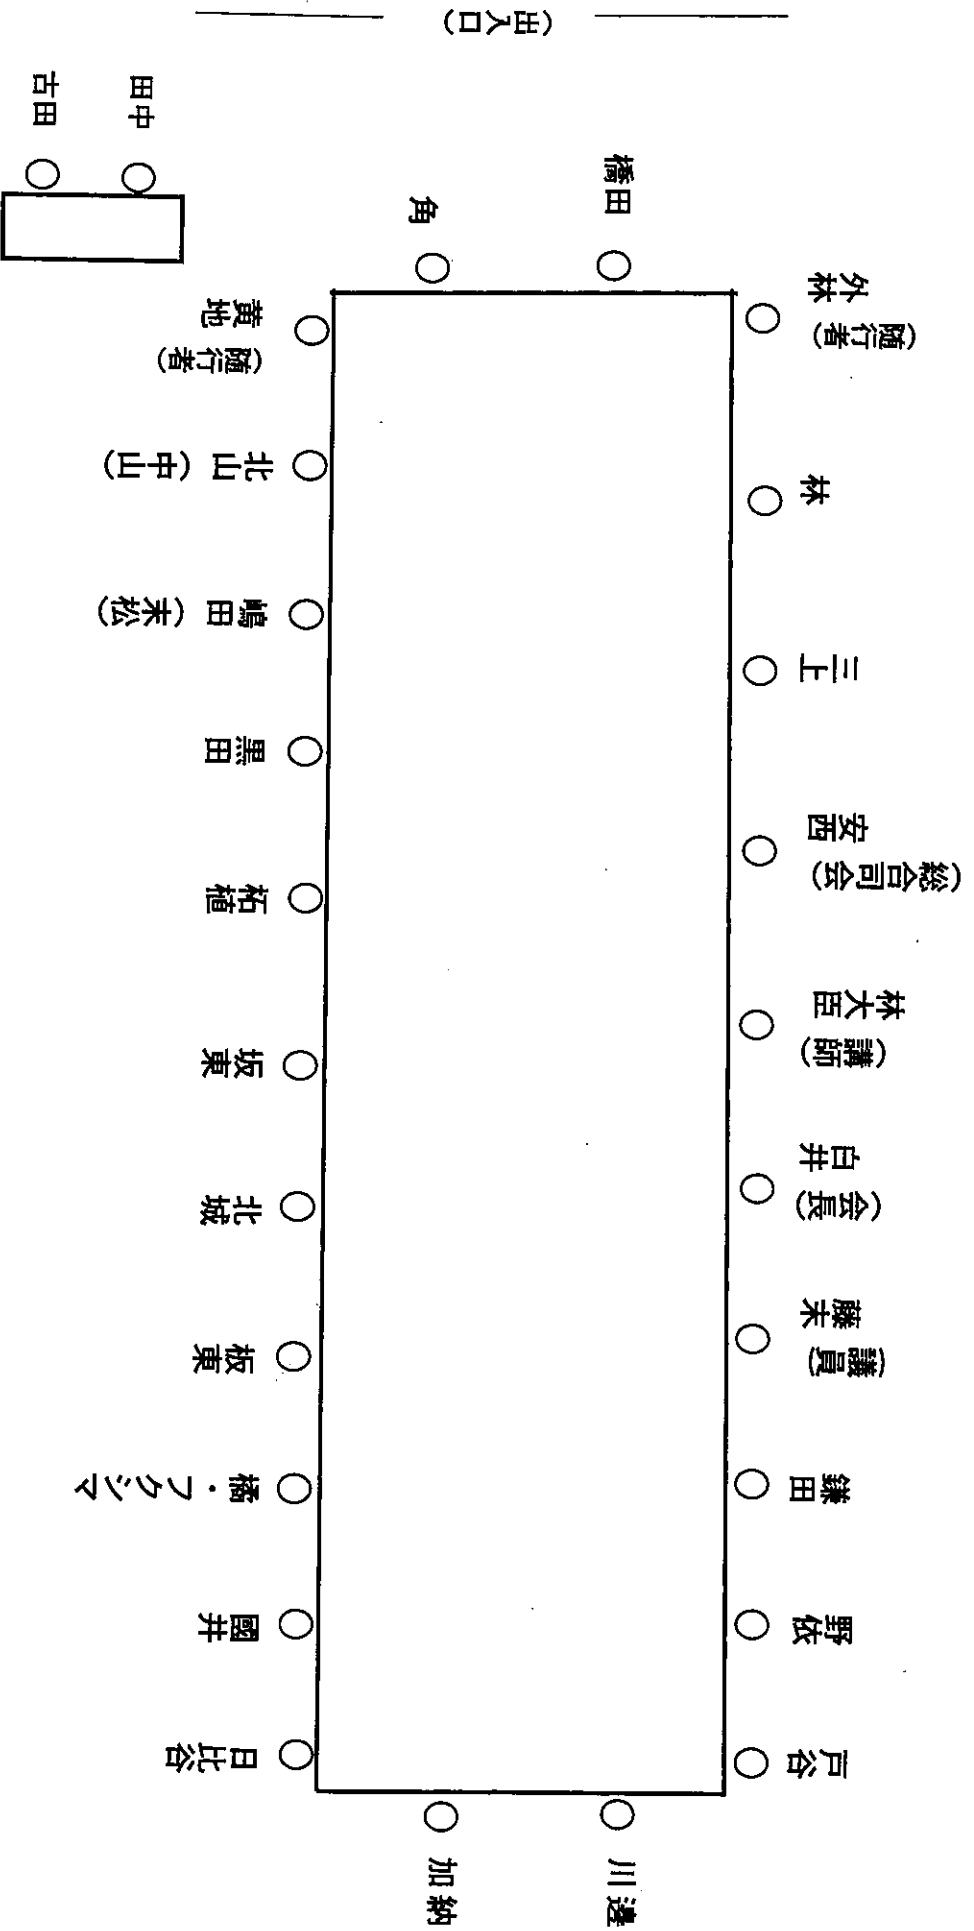 (出入口)
古田
田中
角
橋田
外林
(随行者)
黄地
(随行者)
北山(中山)
林
嶋田(末松)
三上
黒田
安西
(総合司会)
柘植
林大臣
(講師)
坂東
白井
(会長)
北城
藤末
(議員)
板東
鎌田
橘・フクシマ
野依
國井
戸谷
日比谷
加納
川邊